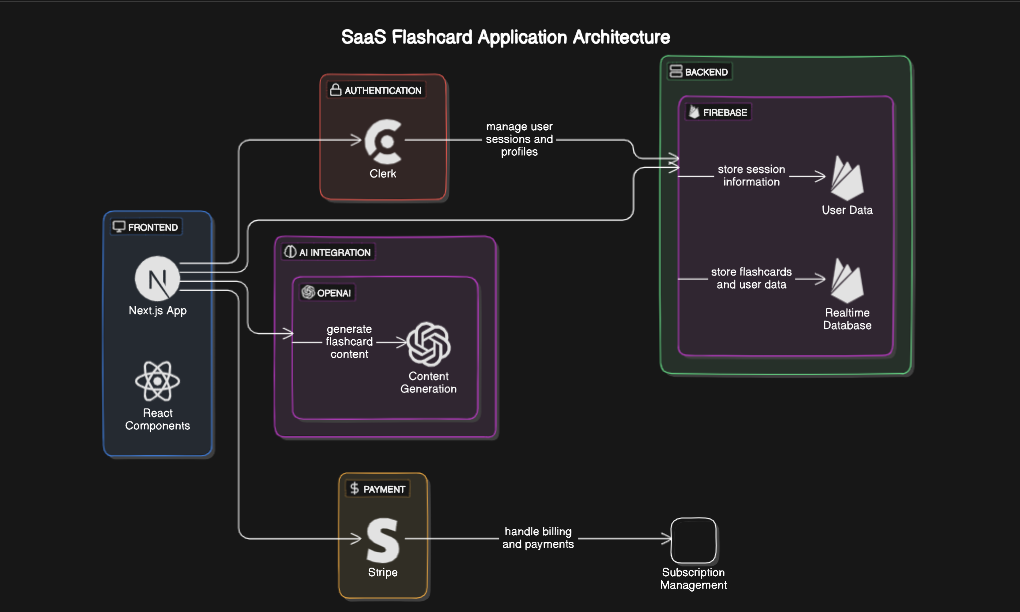 SaaS Flashcard Application Architecture
BACKEND
AUTHENTICATION
FIREBASE
manage user
sessions and
profiles
Clerk
store session
information
User Data
FRONTEND
AI INTEGRATION
Next.js App
OPENAI
store flashcards
and user data
Realtime
Database
generate
flashcard
content
Content
Generation
React
Components
PAYMENT
handle billing
and payments
Stripe
Subscription
Management